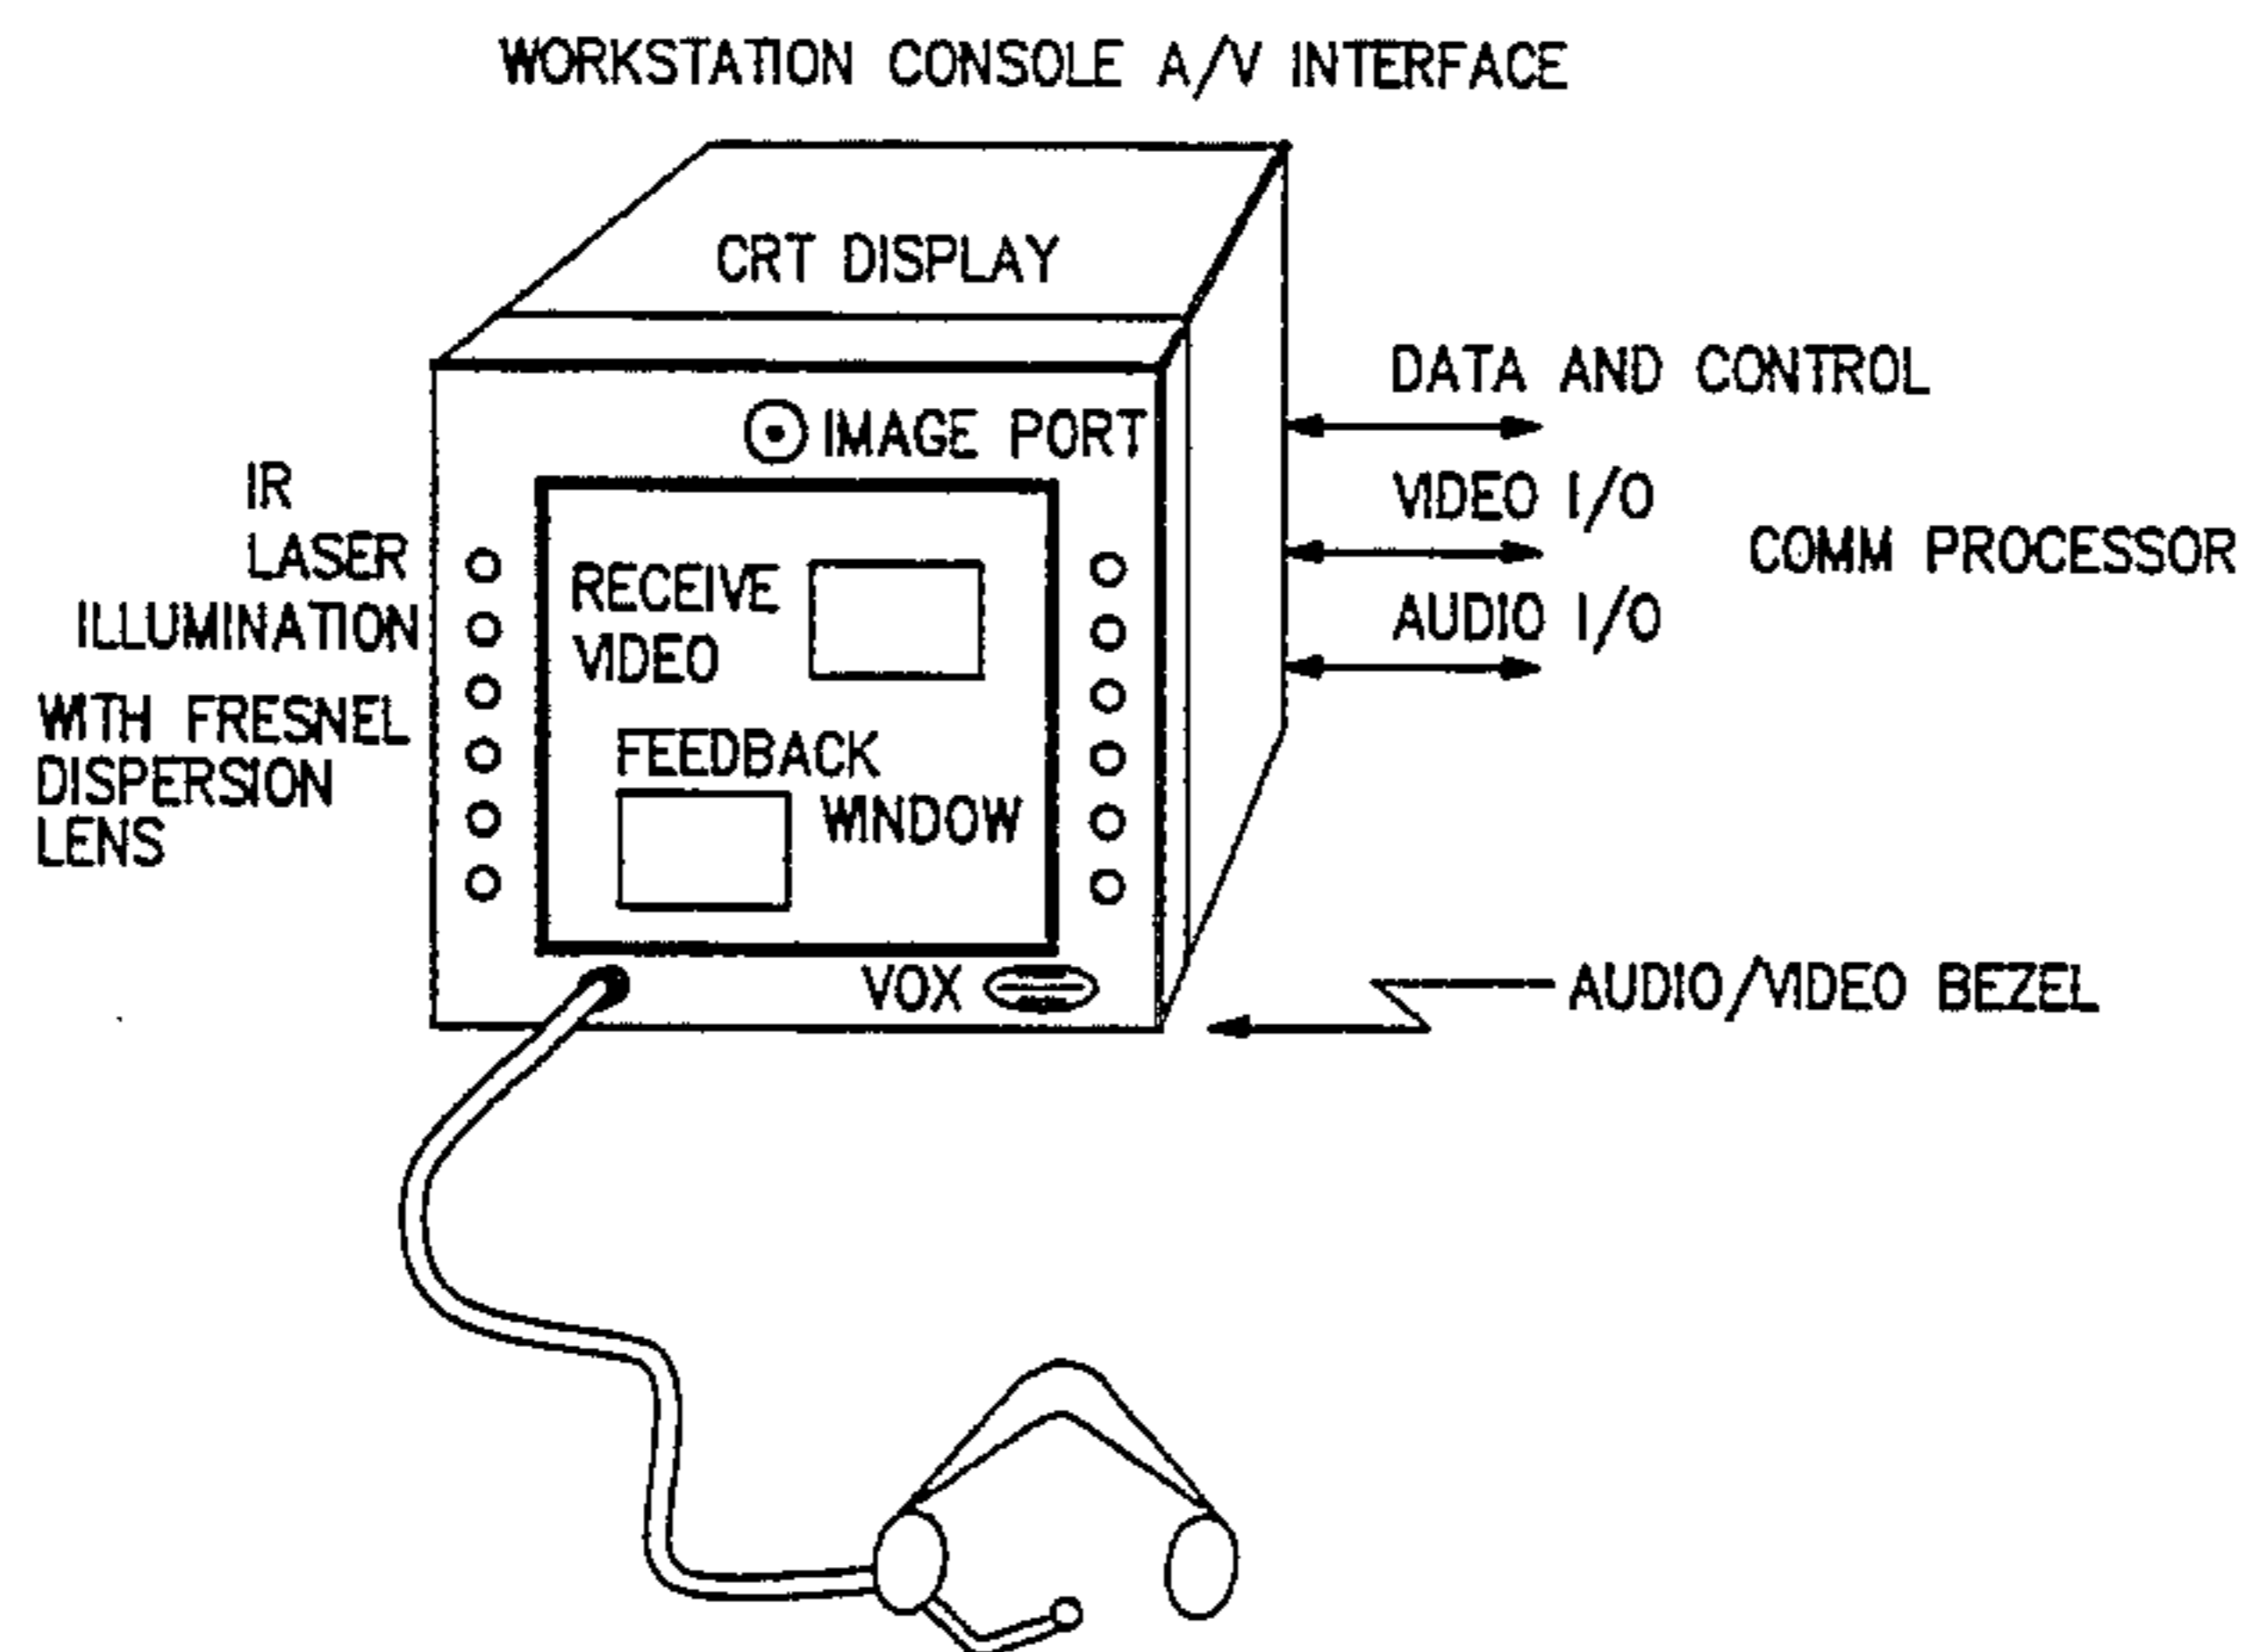 WORKSTATION CONSOLE A/V INTERFACE
CRT DISPLAY
IMAGE PORT
IR
LASER
ILLUMINATION
WITH FRESNEL
DISPERSION
LENS
RECEIVE
VIDEO
FEEDBACK
WINDOW
VOX
DATA AND CONTROL
VIDEO I/O
COMM PROCESSOR
AUDIO I/O
AUDIO/VIDEO BEZEL